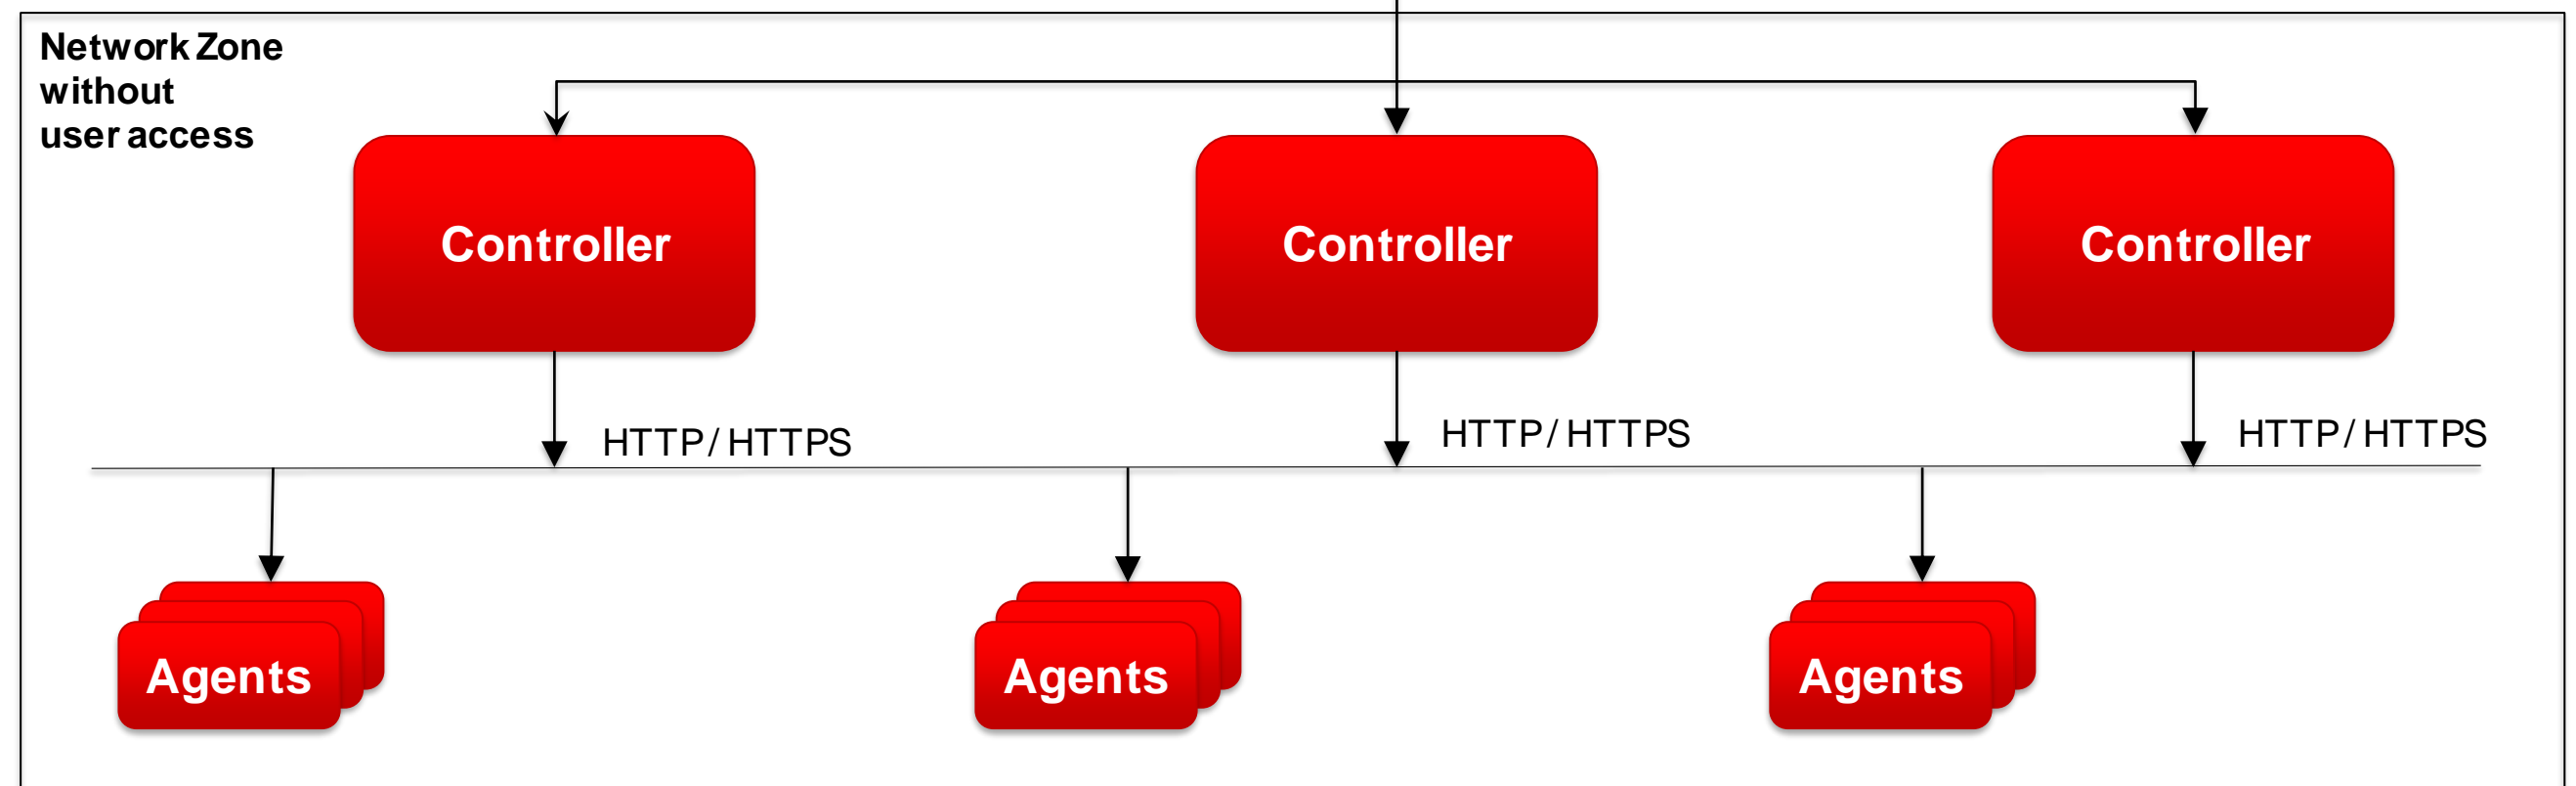 Network Zone
without
user access
Controller
Controller
Controller
HTTP / HTTPS
HTTP / HTTPS
HTTP / HTTPS
Agents
Agents
Agents